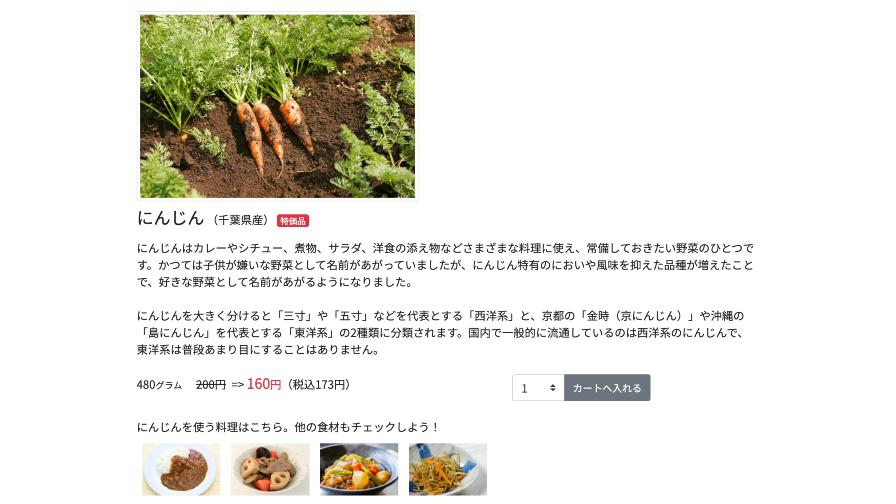 にんじん（千葉県産） 特価品
にんじんはカレーやシチュー、煮物、サラダ、洋食の添え物などさまざまな料理に使え、常備しておきたい野菜のひとつで
す。かつては子供が嫌いな野菜として名前があがっていましたが、にんじん特有のにおいや風味を抑えた品種が増えたこと
で、好きな野菜として名前があがるようになりました。
にんじんを大きく分けると「三寸」や「五寸」などを代表とする「西洋系」と、京都の「金時（京にんじん）」や沖縄の
「島にんじん」を代表とする「東洋系」の2種類に分類されます。国内で一般的に流通しているのは西洋系のにんじんで、
東洋系は普段あまり目にすることはありません。
480グラム 200円 => 160円（税込173円） 1 カートへ入れる
にんじんを使う料理はこちら。他の食材もチェックしよう！